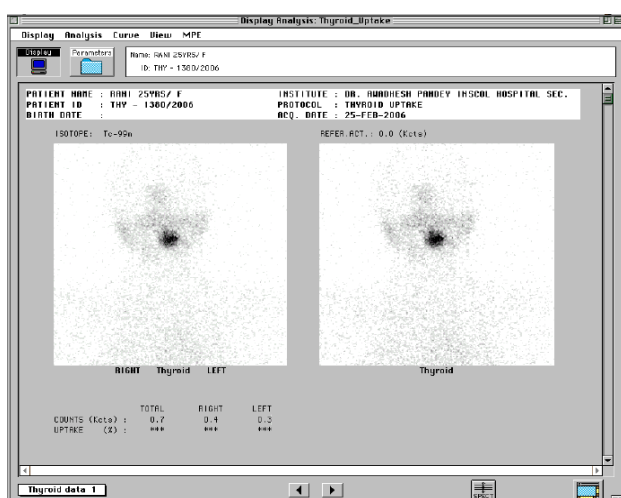 Display Analysis: Thyroid_Uptake
Display Analysis Curve View MPE
Display Parameters
Name: RANI 25YRS/ F
ID: THY - 1380/2006
PATIENT NAME : RANI 25YRS/ F INSTITUTE : DR. AWADHESH PANDEY INSCOL HOSPITAL SEC.
PATIENT ID : THY - 1380/2006 PROTOCOL : THYROID UPTAKE
BIRTH DATE : ACQ. DATE : 25-FEB-2006
ISOTOPE: Tc-99m REFER.ACT.: 0.0 (Kcts)
RIGHT Thyroid LEFT Thyroid
TOTAL RIGHT LEFT
COUNTS (Kcts) : 0.7 0.4 0.3
UPTAKE (%) : *** *** ***
Thyroid data 1
SPECT